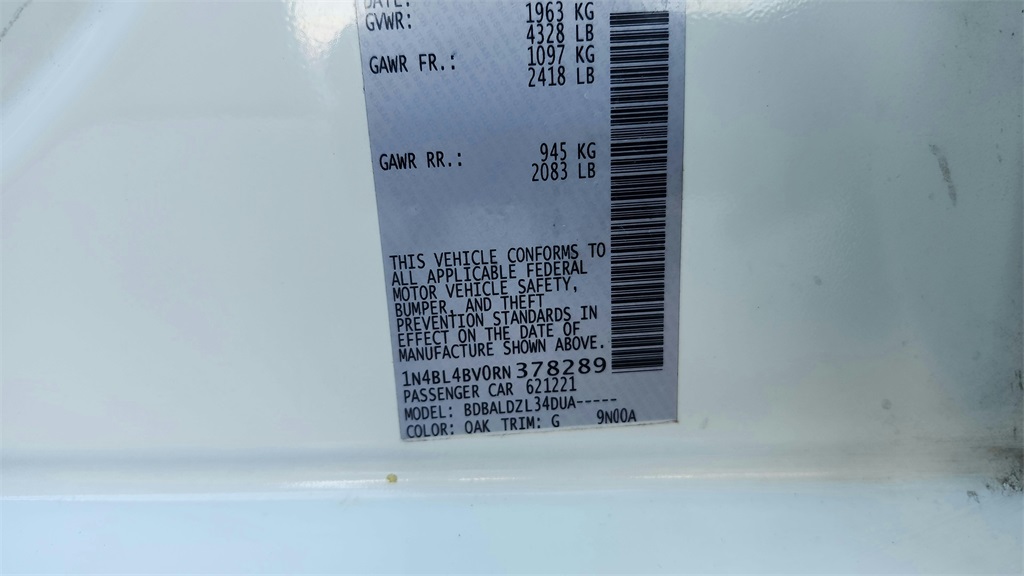 DATE:
GVWR: 1963 KG
4328 LB
GAWR FR.: 1097 KG
2418 LB
GAWR RR.: 945 KG
2083 LB
THIS VEHICLE CONFORMS TO
ALL APPLICABLE FEDERAL
MOTOR VEHICLE SAFETY,
BUMPER, AND THEFT
PREVENTION STANDARDS IN
EFFECT ON THE DATE OF
MANUFACTURE SHOWN ABOVE.
1N4BL4BV0RN378289
PASSENGER CAR 621221
MODEL: BDBALDZL34DUA-----
COLOR: OAK TRIM: G 9N00A